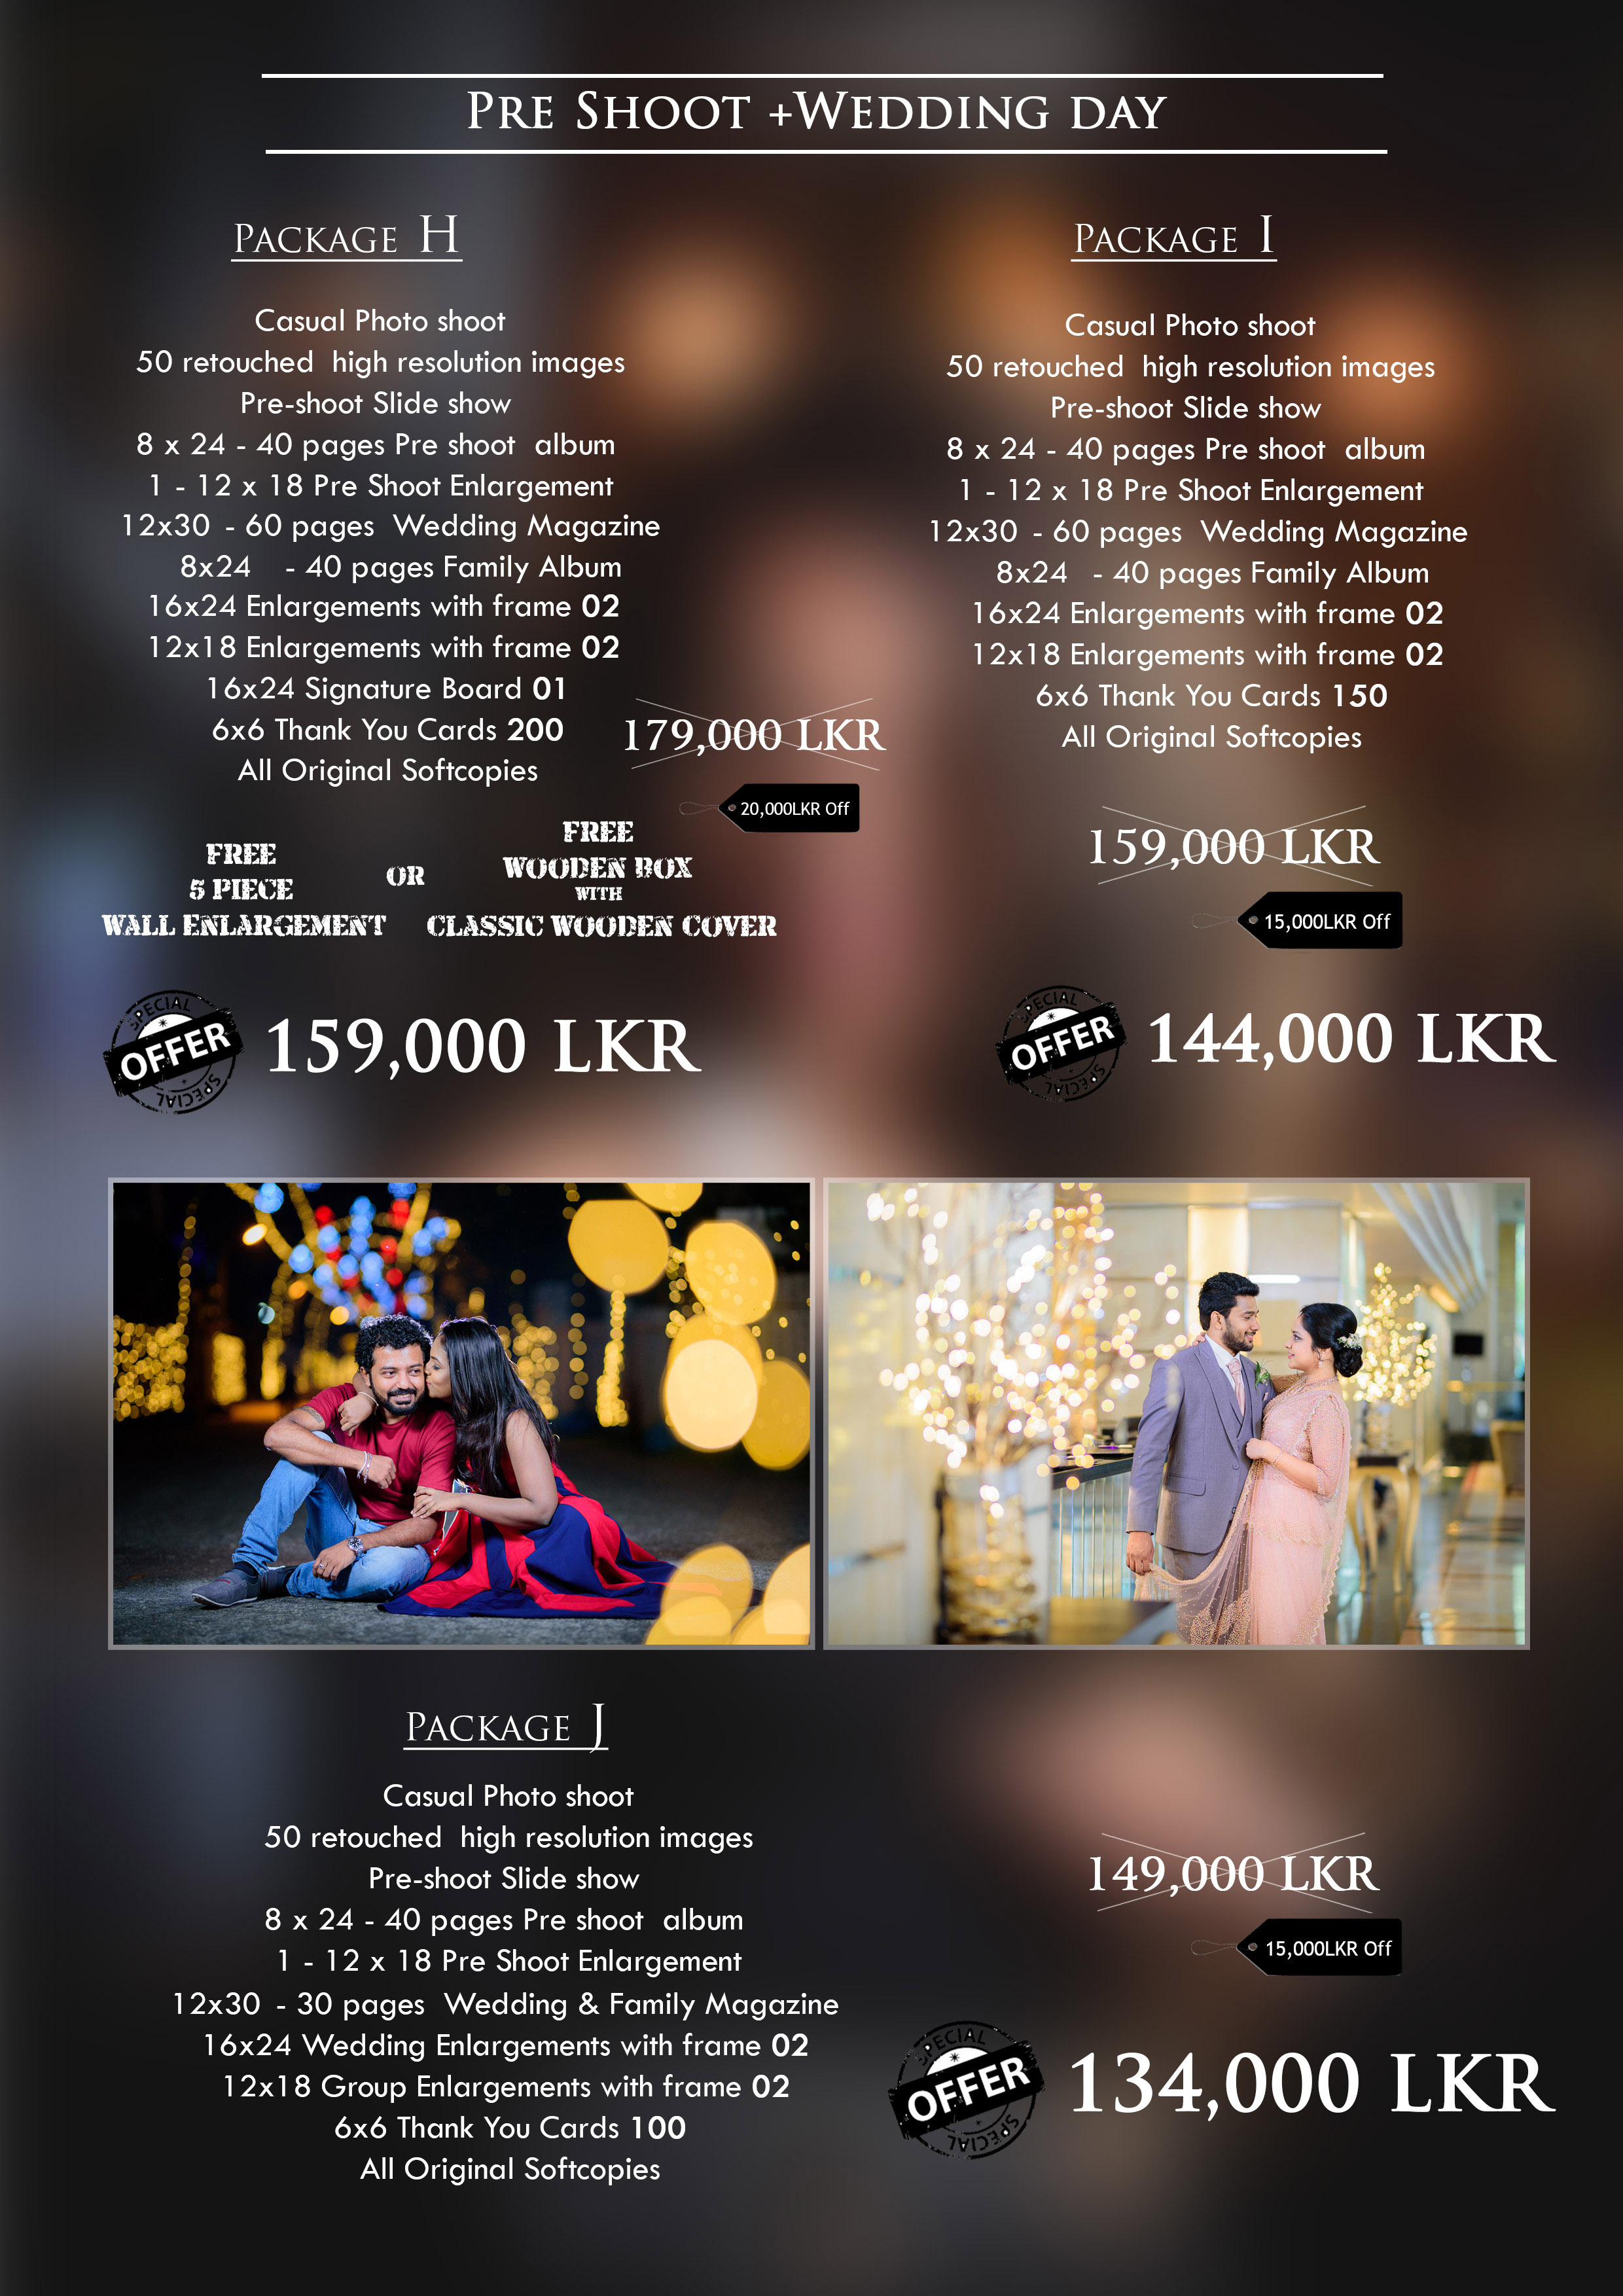 Pre Shoot +Wedding day
Package H
Casual Photo shoot
50 retouched high resolution images
Pre-shoot Slide show
8 x 24 - 40 pages Pre shoot album
1 - 12 x 18 Pre Shoot Enlargement
12x30 - 60 pages Wedding Magazine
8x24 - 40 pages Family Album
16x24 Enlargements with frame 02
12x18 Enlargements with frame 02
16x24 Signature Board 01
6x6 Thank You Cards 200
All Original Softcopies
179,000 LKR
20,000LKR Off
FREE
5 PIECE
WALL ENLARGEMENT
OR
FREE
WOODEN BOX
WITH
CLASSIC WOODEN COVER
SPECIAL
OFFER
SPECIAL
159,000 LKR
Package I
Casual Photo shoot
50 retouched high resolution images
Pre-shoot Slide show
8 x 24 - 40 pages Pre shoot album
1 - 12 x 18 Pre Shoot Enlargement
12x30 - 60 pages Wedding Magazine
8x24 - 40 pages Family Album
16x24 Enlargements with frame 02
12x18 Enlargements with frame 02
6x6 Thank You Cards 150
All Original Softcopies
159,000 LKR
15,000LKR Off
SPECIAL
OFFER
SPECIAL
144,000 LKR
Package J
Casual Photo shoot
50 retouched high resolution images
Pre-shoot Slide show
8 x 24 - 40 pages Pre shoot album
1 - 12 x 18 Pre Shoot Enlargement
12x30 - 30 pages Wedding & Family Magazine
16x24 Wedding Enlargements with frame 02
12x18 Group Enlargements with frame 02
6x6 Thank You Cards 100
All Original Softcopies
149,000 LKR
15,000LKR Off
SPECIAL
OFFER
SPECIAL
134,000 LKR